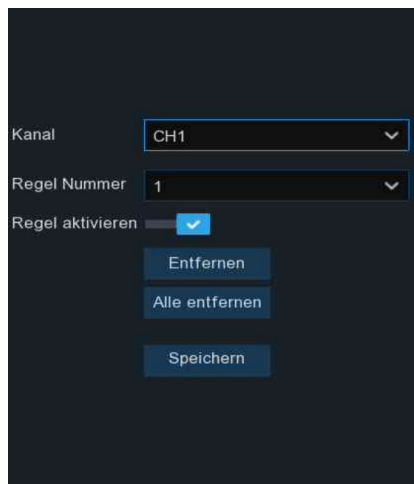 Kanal CH1
Regel Nummer 1
Regel aktivieren
Entfernen
Alle entfernen
Speichern